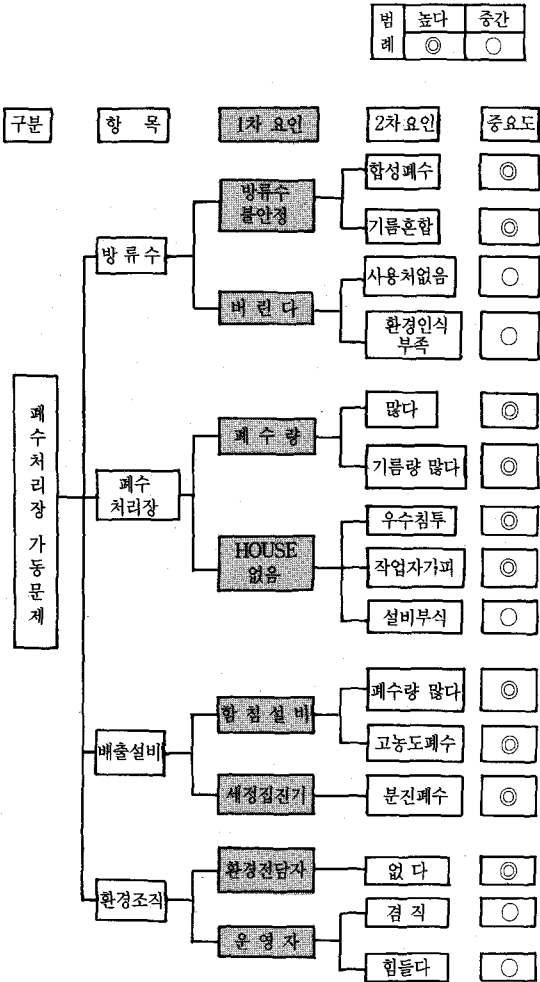 범례 높다 중간
◎ ○
구분 항 목 1차 요인 2차요인 중요도
폐수처리장 가동문제
방류수
방류수
불안정
합성폐수 ◎
기름혼합 ◎
버린다
사용처없음 ○
환경인식
부족 ○
폐수
처리장
폐수량
많다 ◎
기름량 많다 ◎
HOUSE
없음
우수침투 ◎
작업자기피 ◎
설비부식 ○
배출설비
함침설비
폐수량 많다 ◎
고농도폐수 ◎
세정집진기
분진폐수 ◎
환경조직
환경전담자
없다 ◎
운영자
겸직 ○
힘들다 ○